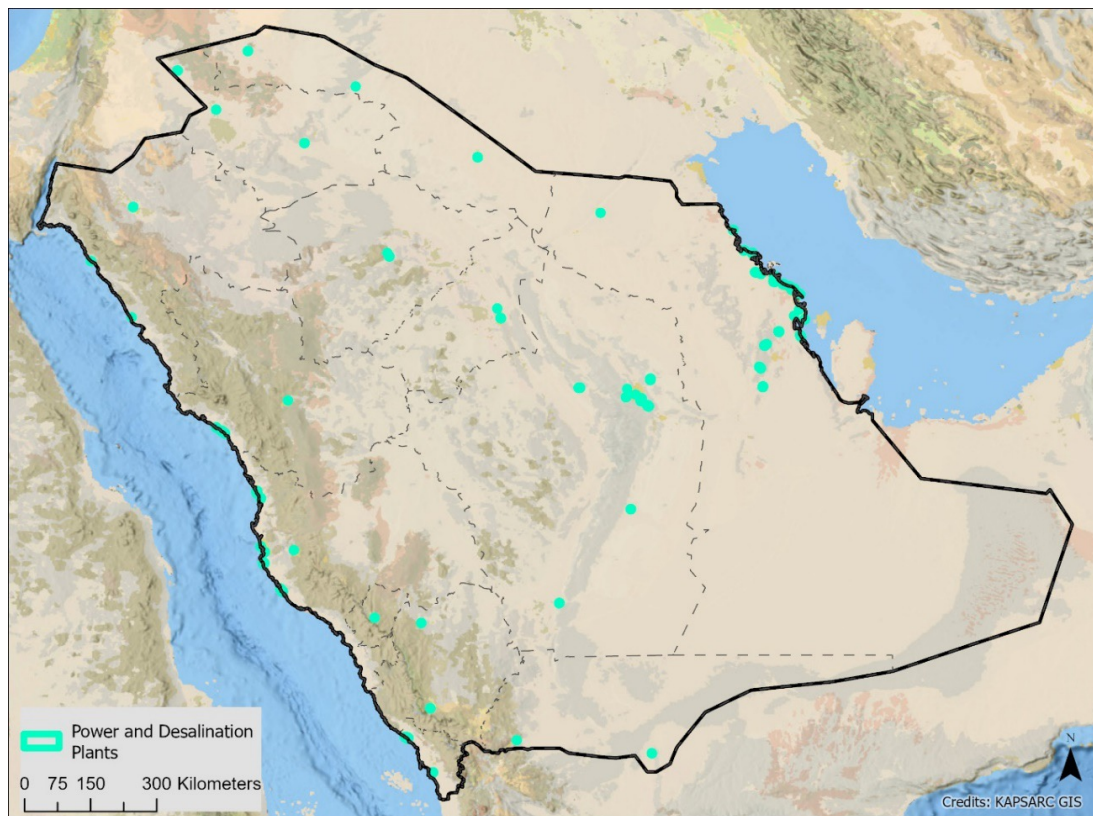 Power and Desalination
Plants
0 75 150 300 Kilometers
N
Credits: KAPSARC GIS